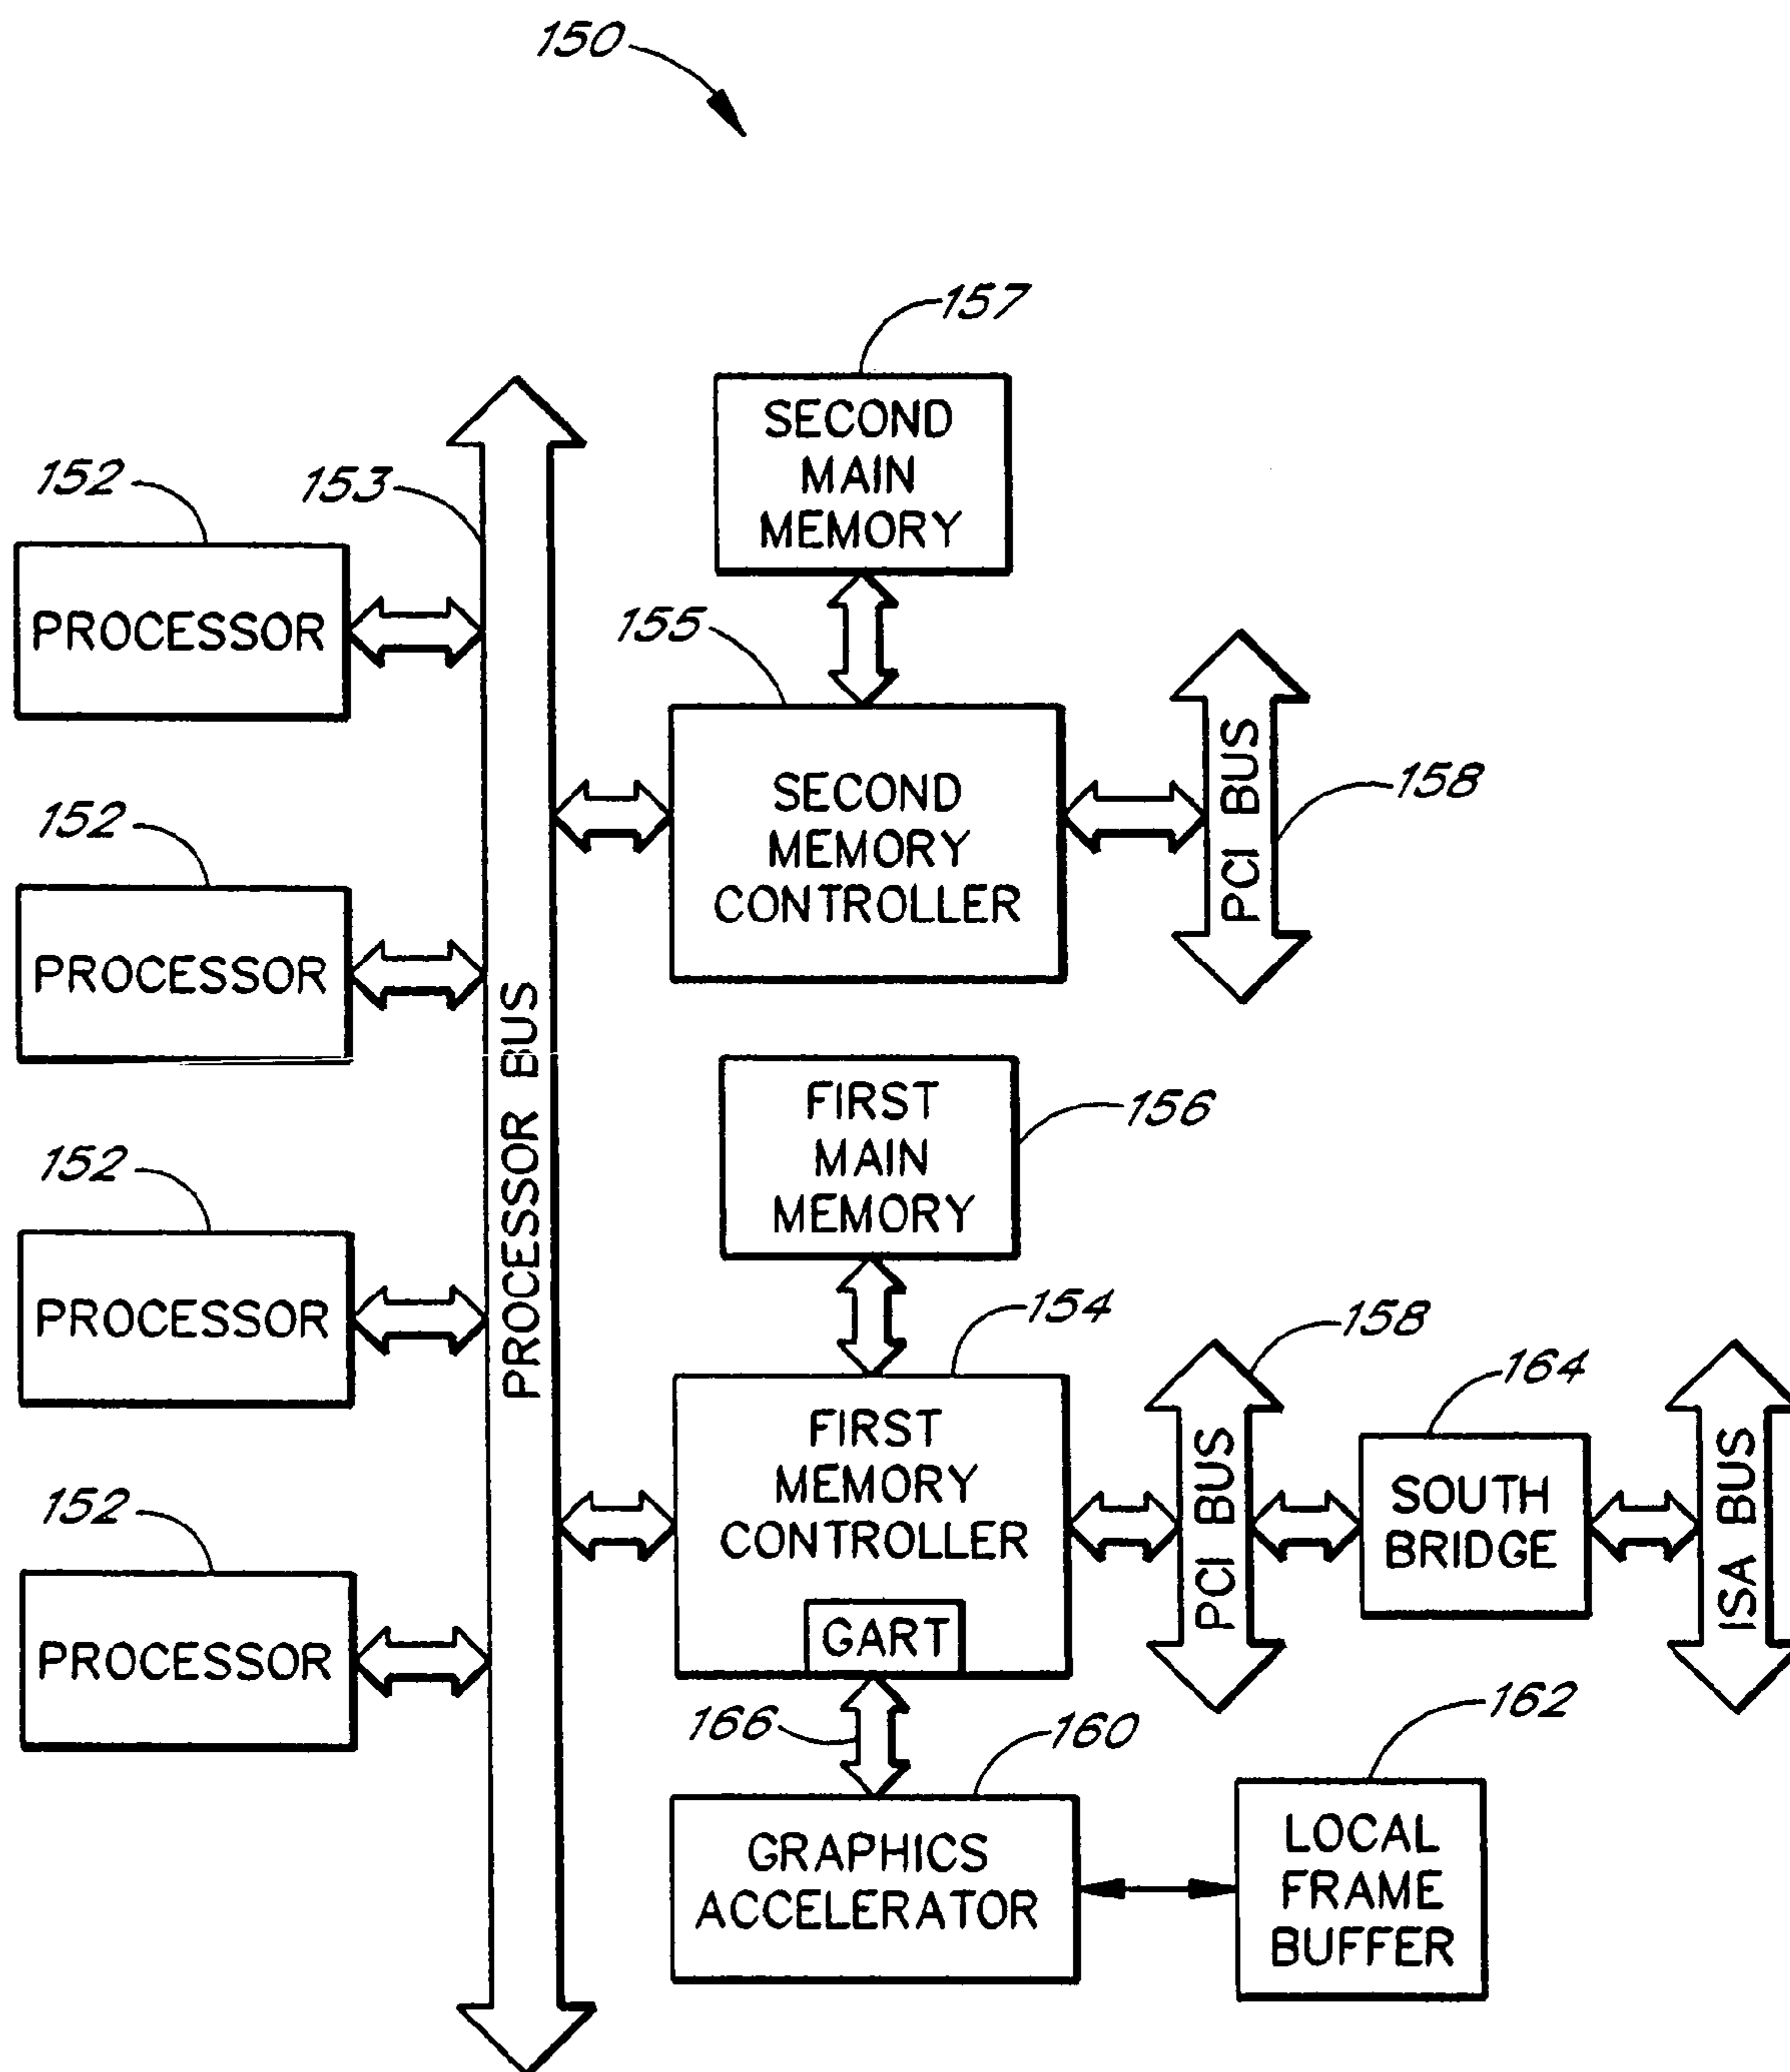 150
157
SECOND
MAIN
MEMORY
152
153
PROCESSOR
155
SECOND
MEMORY
CONTROLLER
PCI BUS
158
152
PROCESSOR
PROCESSOR BUS
FIRST
MAIN
MEMORY
156
152
PROCESSOR
154
FIRST
MEMORY
CONTROLLER
GART
158
PCI BUS
164
SOUTH
BRIDGE
ISA BUS
152
PROCESSOR
166
160
GRAPHICS
ACCELERATOR
162
LOCAL
FRAME
BUFFER